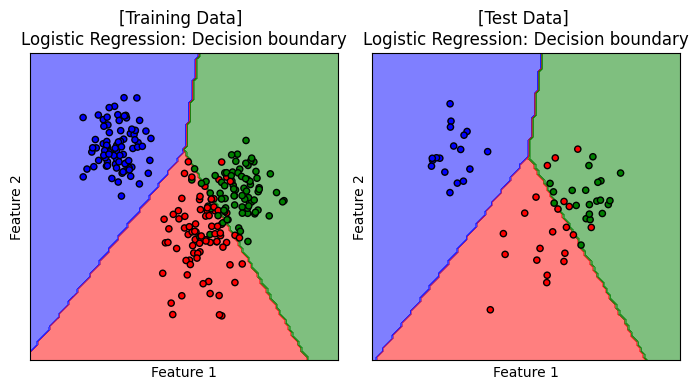 [Training Data]
Logistic Regression: Decision boundary
Feature 2
Feature 1
[Test Data]
Logistic Regression: Decision boundary
Feature 2
Feature 1